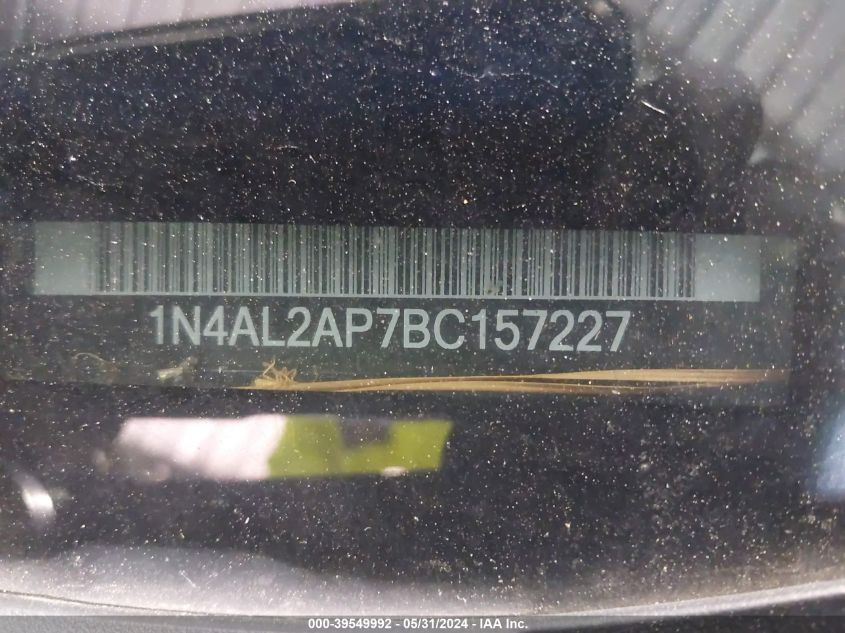 1N4AL2AP7BC157227
000-39549992 - 05/31/2024 - IAA Inc.